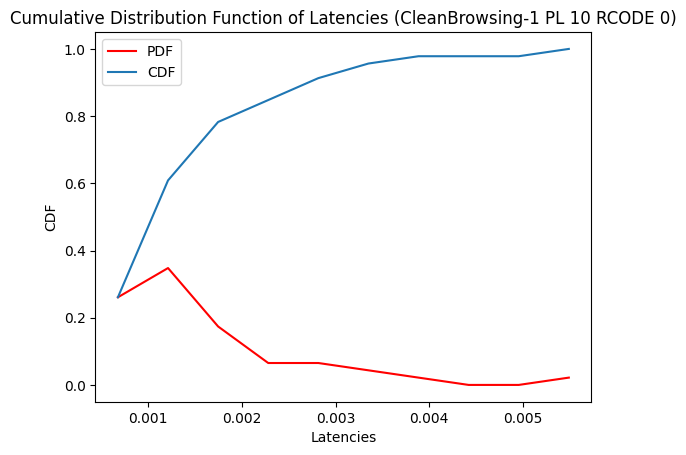 Cumulative Distribution Function of Latencies (CleanBrowsing-1 PL 10 RCODE 0)
PDF
CDF
CDF
1.0
0.8
0.6
0.4
0.2
0.0
0.001 0.002 0.003 0.004 0.005
Latencies